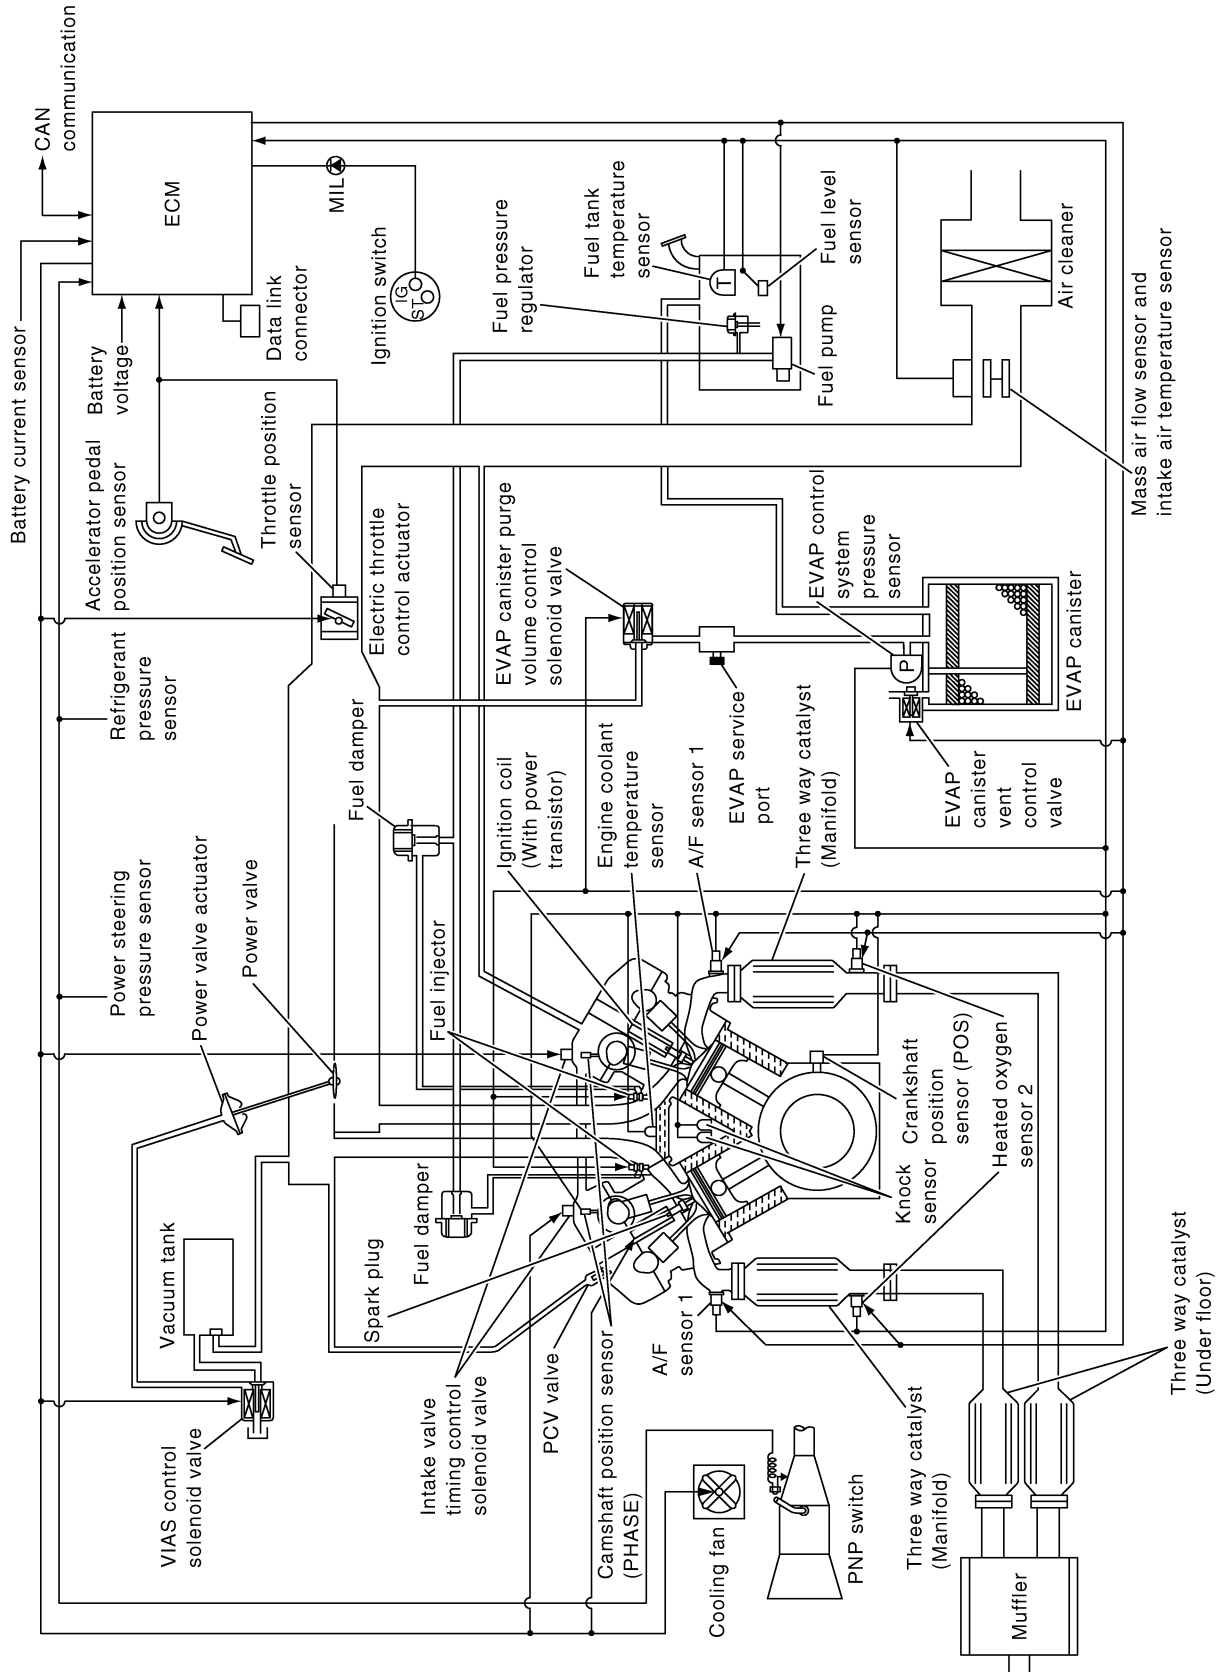 CAN
communication
ECM
MIL
Ignition switch
IG
ST
Data link
connector
Battery
voltage
Battery current sensor
Accelerator pedal
position sensor
Throttle position
sensor
Electric throttle
control actuator
Refrigerant
pressure
sensor
Fuel pressure
regulator
Fuel tank
temperature
sensor
T
Fuel level
sensor
Fuel pump
Air cleaner
Mass air flow sensor and
intake air temperature sensor
EVAP canister purge
volume control
solenoid valve
EVAP control
system
pressure
sensor
P
EVAP canister
EVAP service
port
EVAP
canister
vent
control
valve
Fuel damper
Power steering
pressure sensor
Power valve actuator
Power valve
Fuel injector
Ignition coil
(With power
transistor)
Engine coolant
temperature
sensor
A/F sensor 1
Three way catalyst
(Manifold)
Crankshaft
position
sensor (POS)
Heated oxygen
sensor 2
Knock
sensor
Fuel damper
Vacuum tank
VIAS control
solenoid valve
Spark plug
Intake valve
timing control
solenoid valve
PCV valve
Camshaft position sensor
(PHASE)
A/F
sensor 1
Three way catalyst
(Manifold)
Three way catalyst
(Under floor)
Cooling fan
PNP switch
Muffler